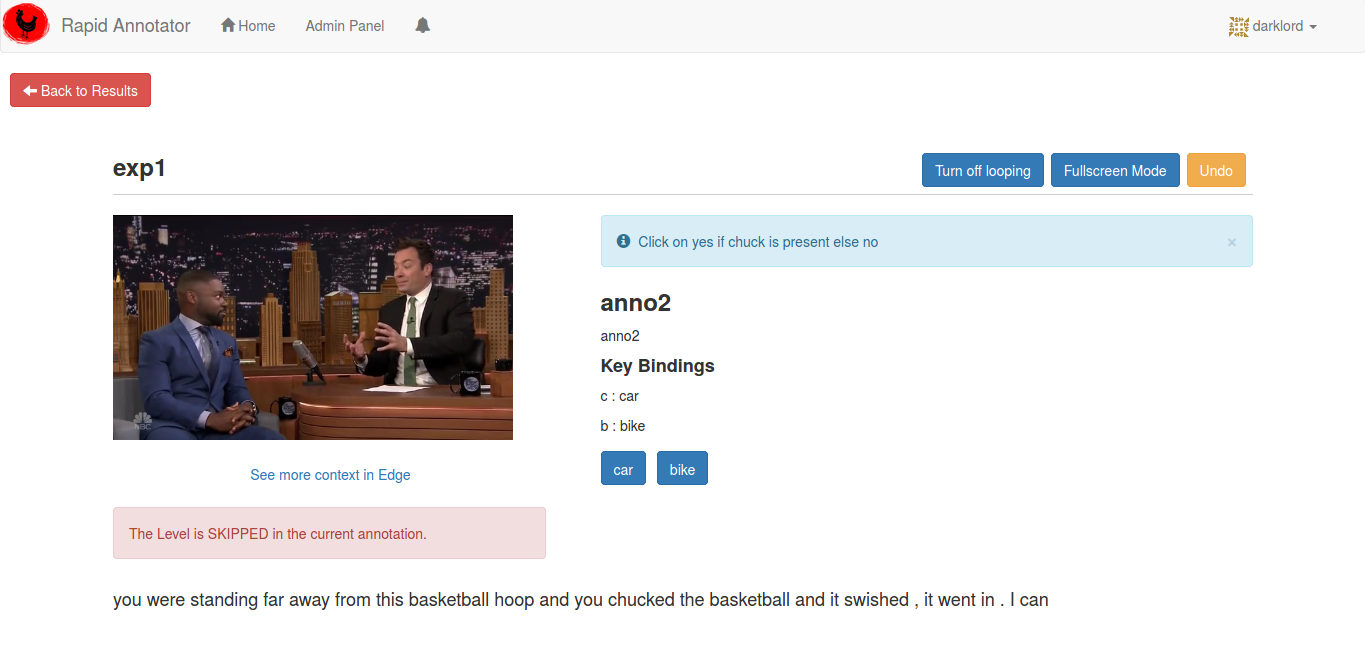 Rapid Annotator Home Admin Panel darklord
Back to Results
exp1
Turn off looping Fullscreen Mode Undo
Click on yes if chuck is present else no ×
anno2
anno2
Key Bindings
c : car
b : bike
car bike
NBC
See more context in Edge
The Level is SKIPPED in the current annotation.
you were standing far away from this basketball hoop and you chucked the basketball and it swished , it went in . I can